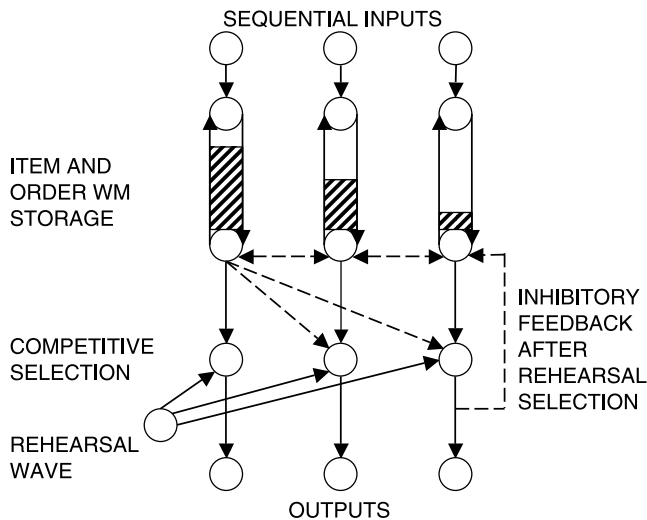 SEQUENTIAL INPUTS
ITEM AND
ORDER WM
STORAGE
INHIBITORY
FEEDBACK
AFTER
REHEARSAL
SELECTION
COMPETITIVE
SELECTION
REHEARSAL
WAVE
OUTPUTS